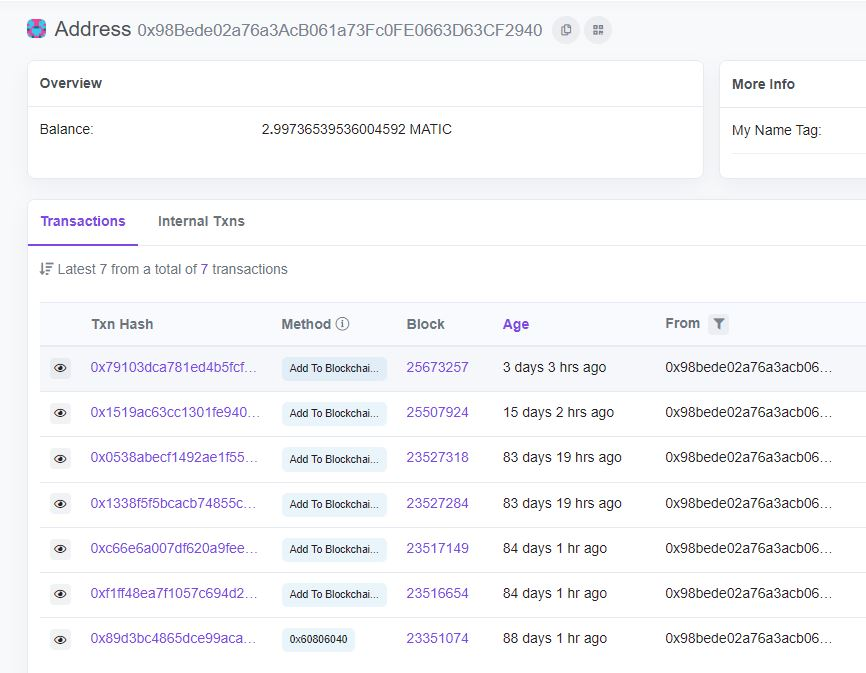 Address 0x98Bede02a76a3AcB061a73Fc0FE0663D63CF2940
Overview
Balance: 2.99736539536004592 MATIC
More Info
My Name Tag:
Transactions Internal Txns
Latest 7 from a total of 7 transactions
Txn Hash Method Block Age From
0x79103dca781ed4b5fcf... Add To Blockchai... 25673257 3 days 3 hrs ago 0x98bede02a76a3acb06...
0x1519ac63cc1301fe940... Add To Blockchai... 25507924 15 days 2 hrs ago 0x98bede02a76a3acb06...
0x0538abecf1492ae1f55... Add To Blockchai... 23527318 83 days 19 hrs ago 0x98bede02a76a3acb06...
0x1338f5f5bcacb74855c... Add To Blockchai... 23527284 83 days 19 hrs ago 0x98bede02a76a3acb06...
0xc66e6a007df620a9fee... Add To Blockchai... 23517149 84 days 1 hr ago 0x98bede02a76a3acb06...
0xf1ff48ea7f1057c694d2... Add To Blockchai... 23516654 84 days 1 hr ago 0x98bede02a76a3acb06...
0x89d3bc4865dce99aca... 0x60806040 23351074 88 days 1 hr ago 0x98bede02a76a3acb06...